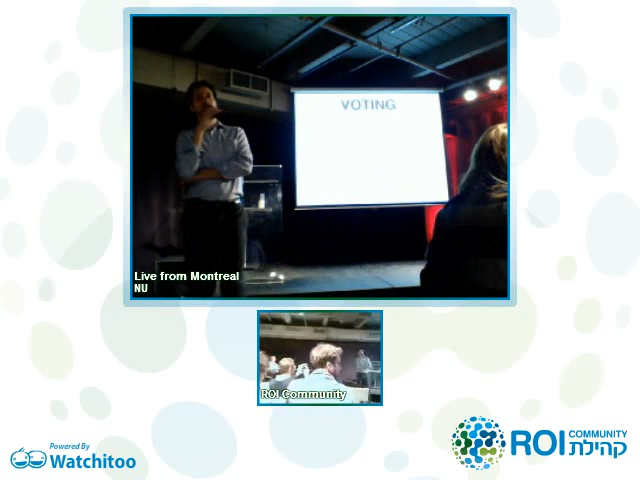 VOTING
Live from Montreal
NU
ROI Community
Powered By
Watchitoo
ROI COMMUNITY
קהילת